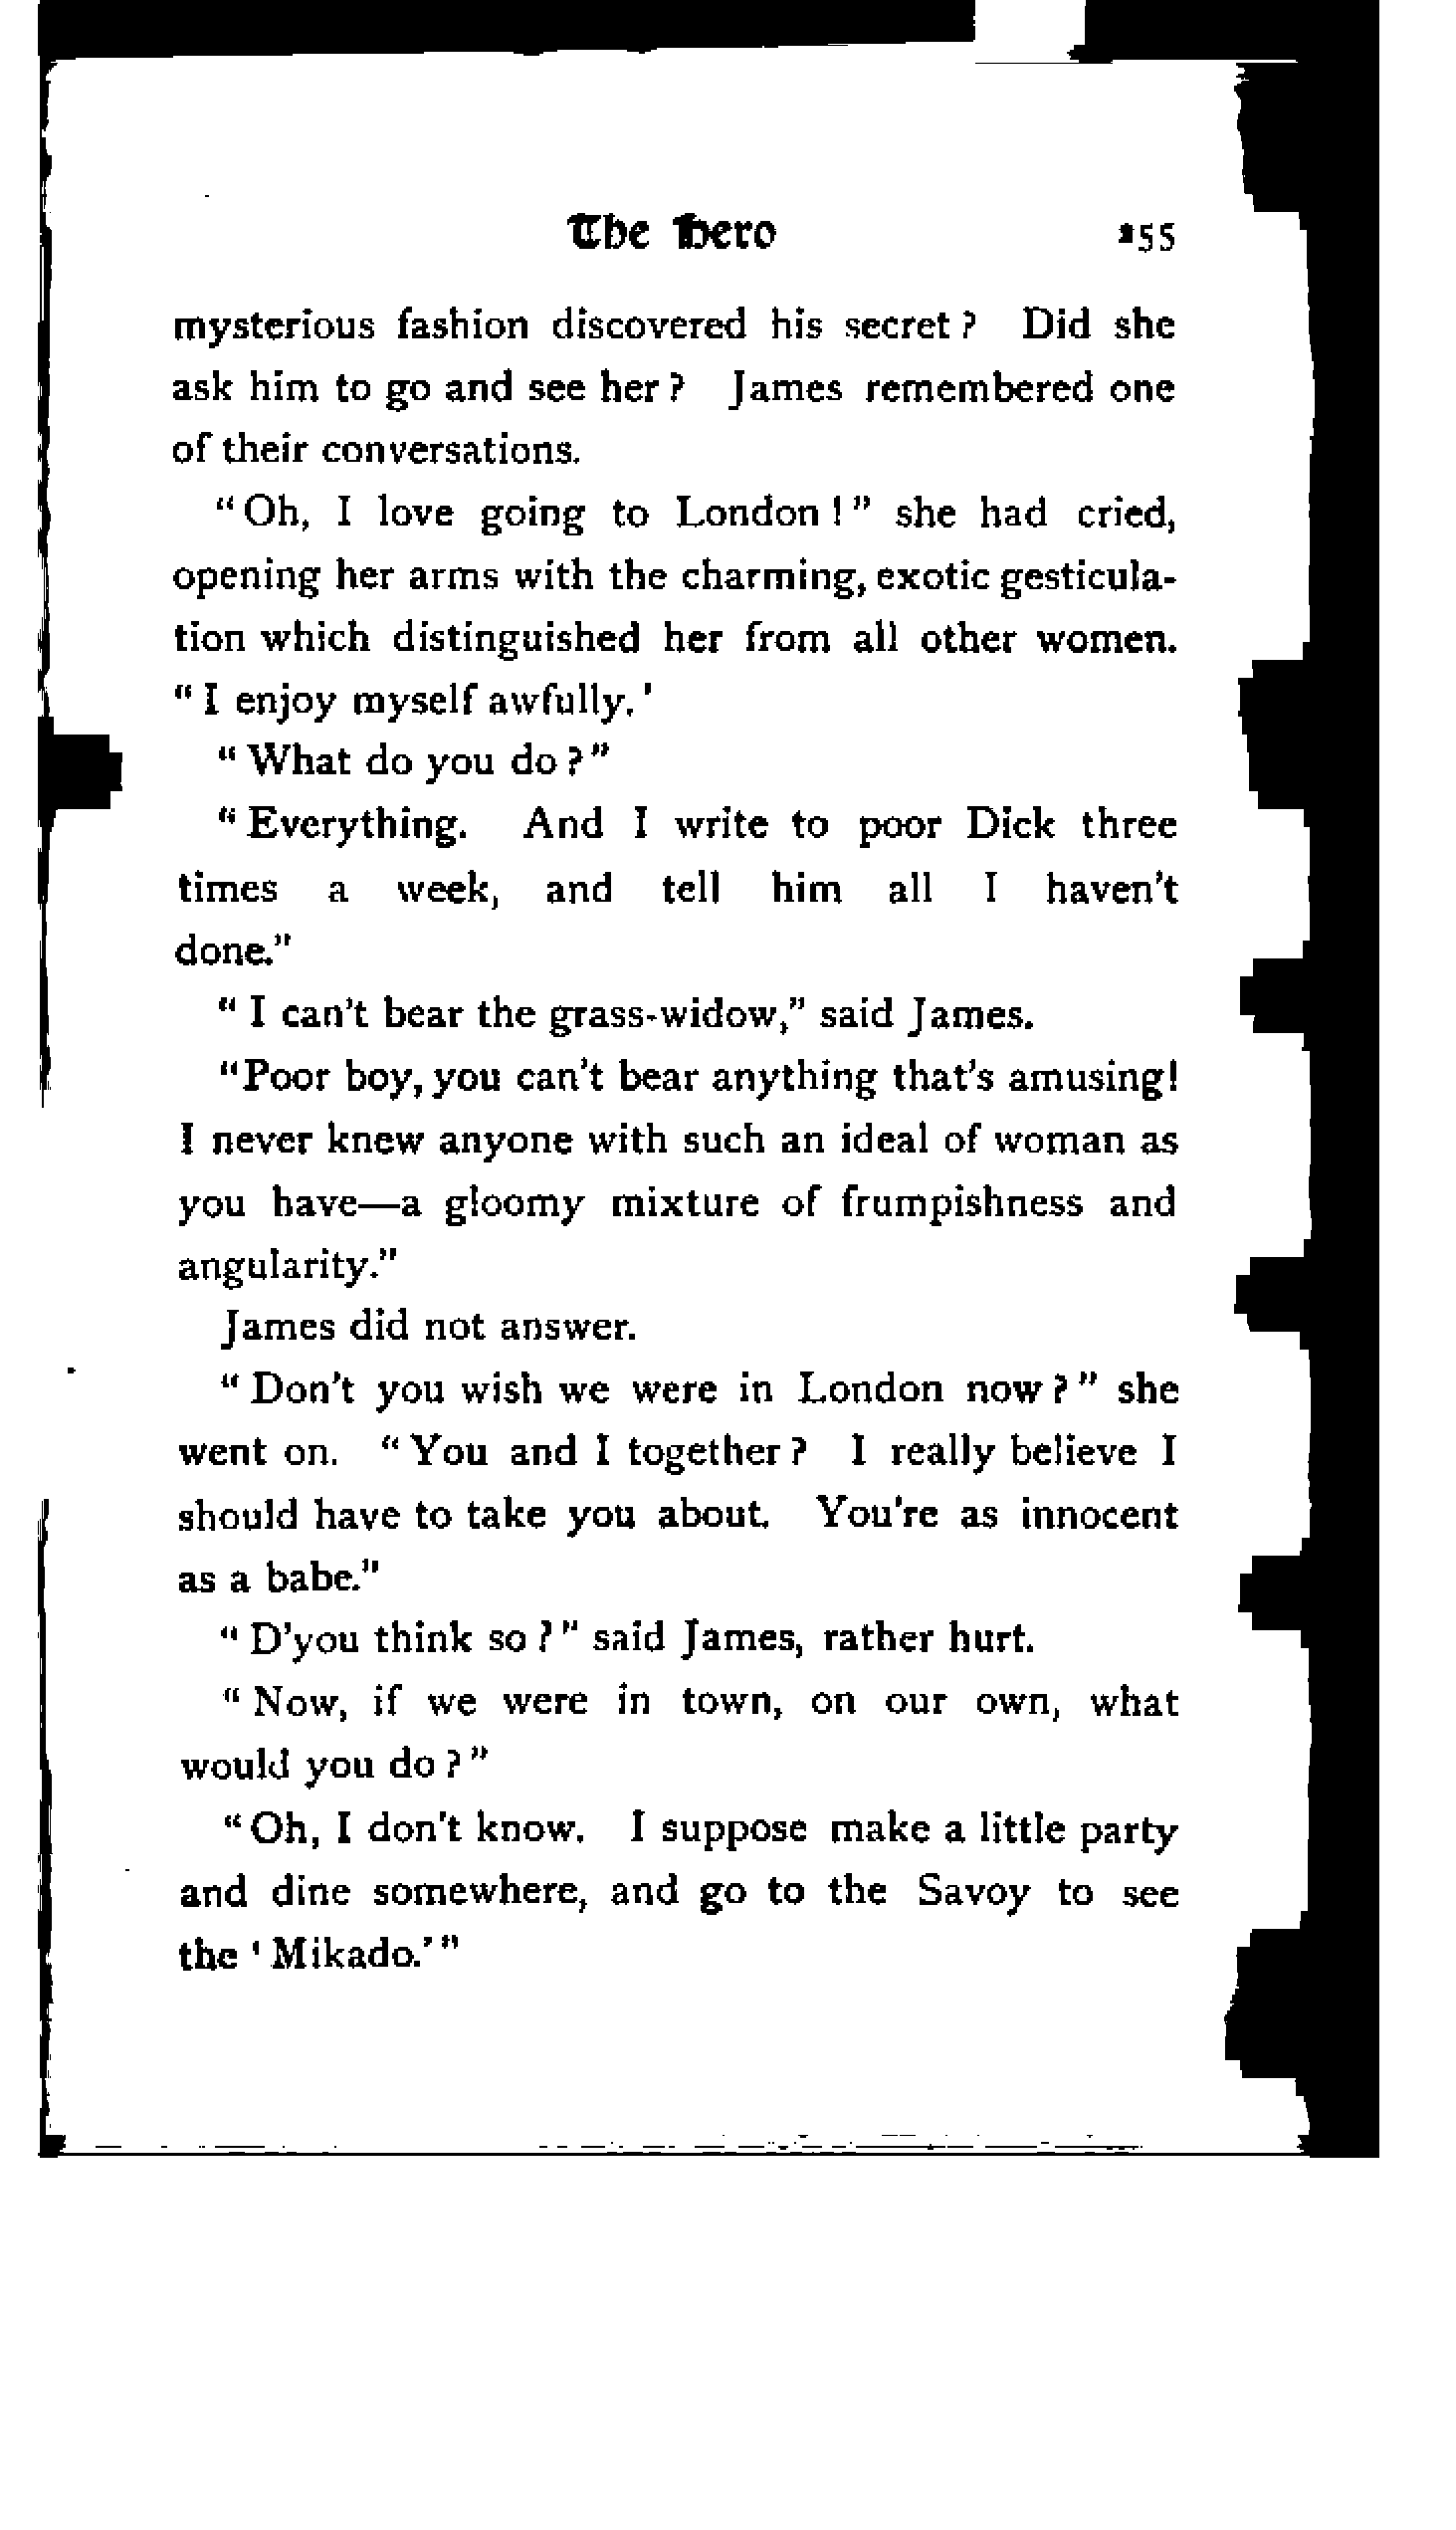 The Hero 155
mysterious fashion discovered his secret? Did she
ask him to go and see her? James remembered one
of their conversations.
"Oh, I love going to London!" she had cried,
opening her arms with the charming, exotic gesticula-
tion which distinguished her from all other women.
"I enjoy myself awfully.'
"What do you do?"
"Everything. And I write to poor Dick three
times a week, and tell him all I haven't
done."
"I can't bear the grass-widow," said James.
"Poor boy, you can't bear anything that's amusing!
I never knew anyone with such an ideal of woman as
you have—a gloomy mixture of frumpishness and
angularity."
James did not answer.
"Don't you wish we were in London now?" she
went on. "You and I together? I really believe I
should have to take you about. You're as innocent
as a babe."
"D'you think so?" said James, rather hurt.
"Now, if we were in town, on our own, what
would you do?"
"Oh, I don't know. I suppose make a little party
and dine somewhere, and go to the Savoy to see
the 'Mikado.'"